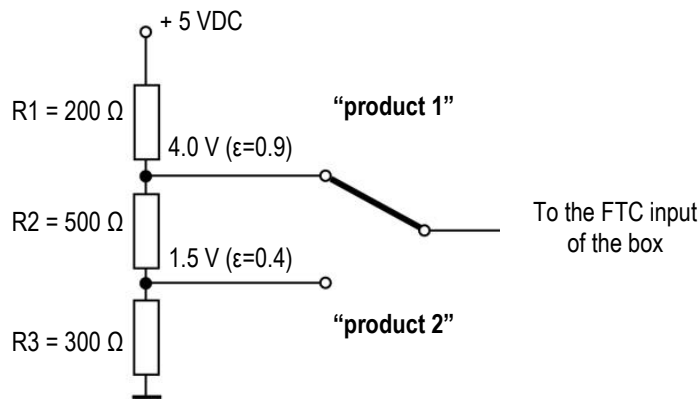 + 5 VDC
R1 = 200 Ω
“product 1”
4.0 V (ε=0.9)
R2 = 500 Ω
To the FTC input
of the box
1.5 V (ε=0.4)
R3 = 300 Ω
“product 2”